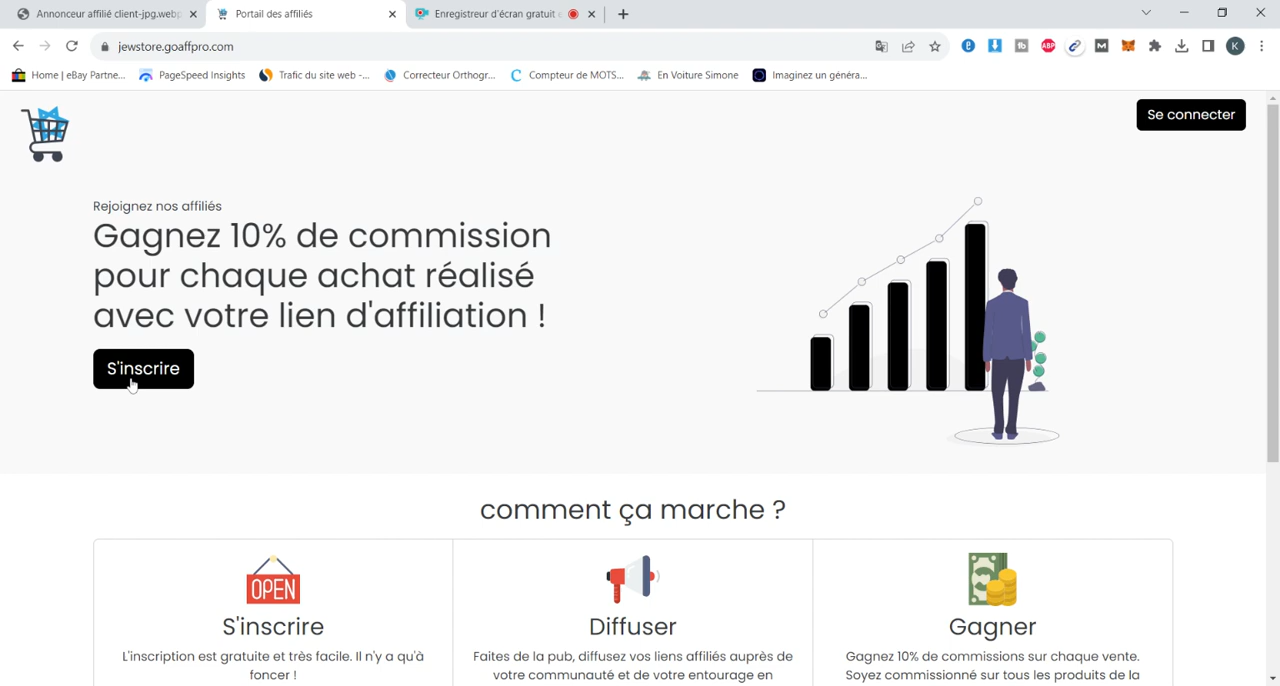 Annonceur affilié client-jpg.webp
Portail des affiliés
Enregistreur d'écran gratuit
jewstore.goaffpro.com
Home | eBay Partne...
PageSpeed Insights
Trafic du site web -...
Correcteur Orthogr...
Compteur de MOTS...
En Voiture Simone
Imaginez un généra...
Se connecter
Rejoignez nos affiliés
Gagnez 10% de commission
pour chaque achat réalisé
avec votre lien d'affiliation !
S'inscrire
comment ça marche ?
OPEN
S'inscrire
L'inscription est gratuite et très facile. Il n'y a qu'à
foncer !
Diffuser
Faites de la pub, diffusez vos liens affiliés auprès de
votre communauté et de votre entourage en
Gagner
Gagnez 10% de commissions sur chaque vente.
Soyez commissionné sur tous les produits de la